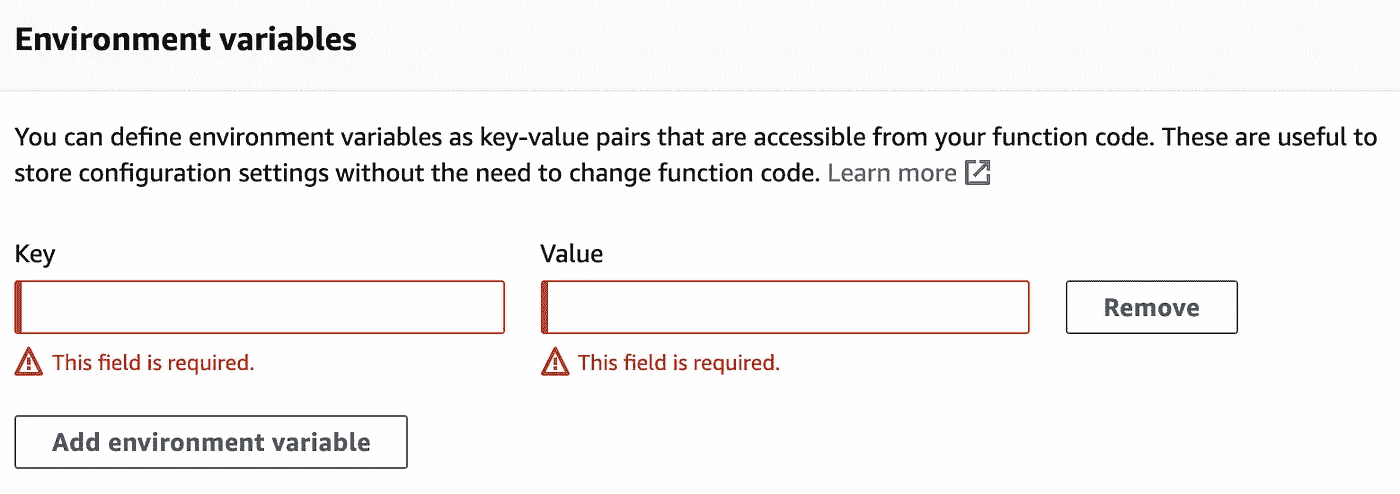 Environment variables
You can define environment variables as key-value pairs that are accessible from your function code. These are useful to
store configuration settings without the need to change function code. Learn more
Key Value
Remove
This field is required. This field is required.
Add environment variable